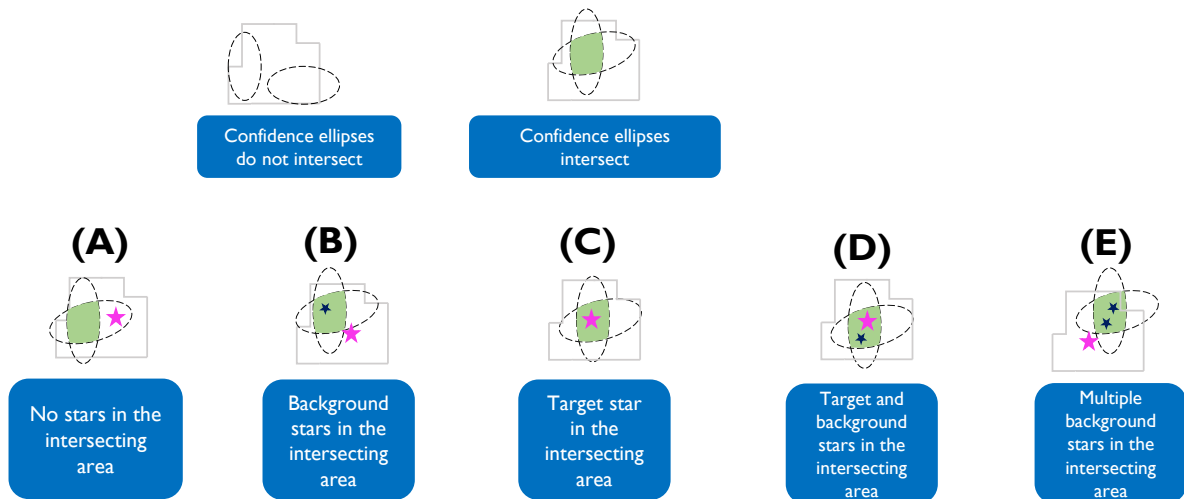 Confidence ellipses
do not intersect
Confidence ellipses
intersect
(A)
(B)
(C)
(D)
(E)
No stars in the
intersecting
area
Background
stars in the
intersecting
area
Target star
in the
intersecting
area
Target and
background
stars in the
intersecting
area
Multiple
background
stars in the
intersecting
area